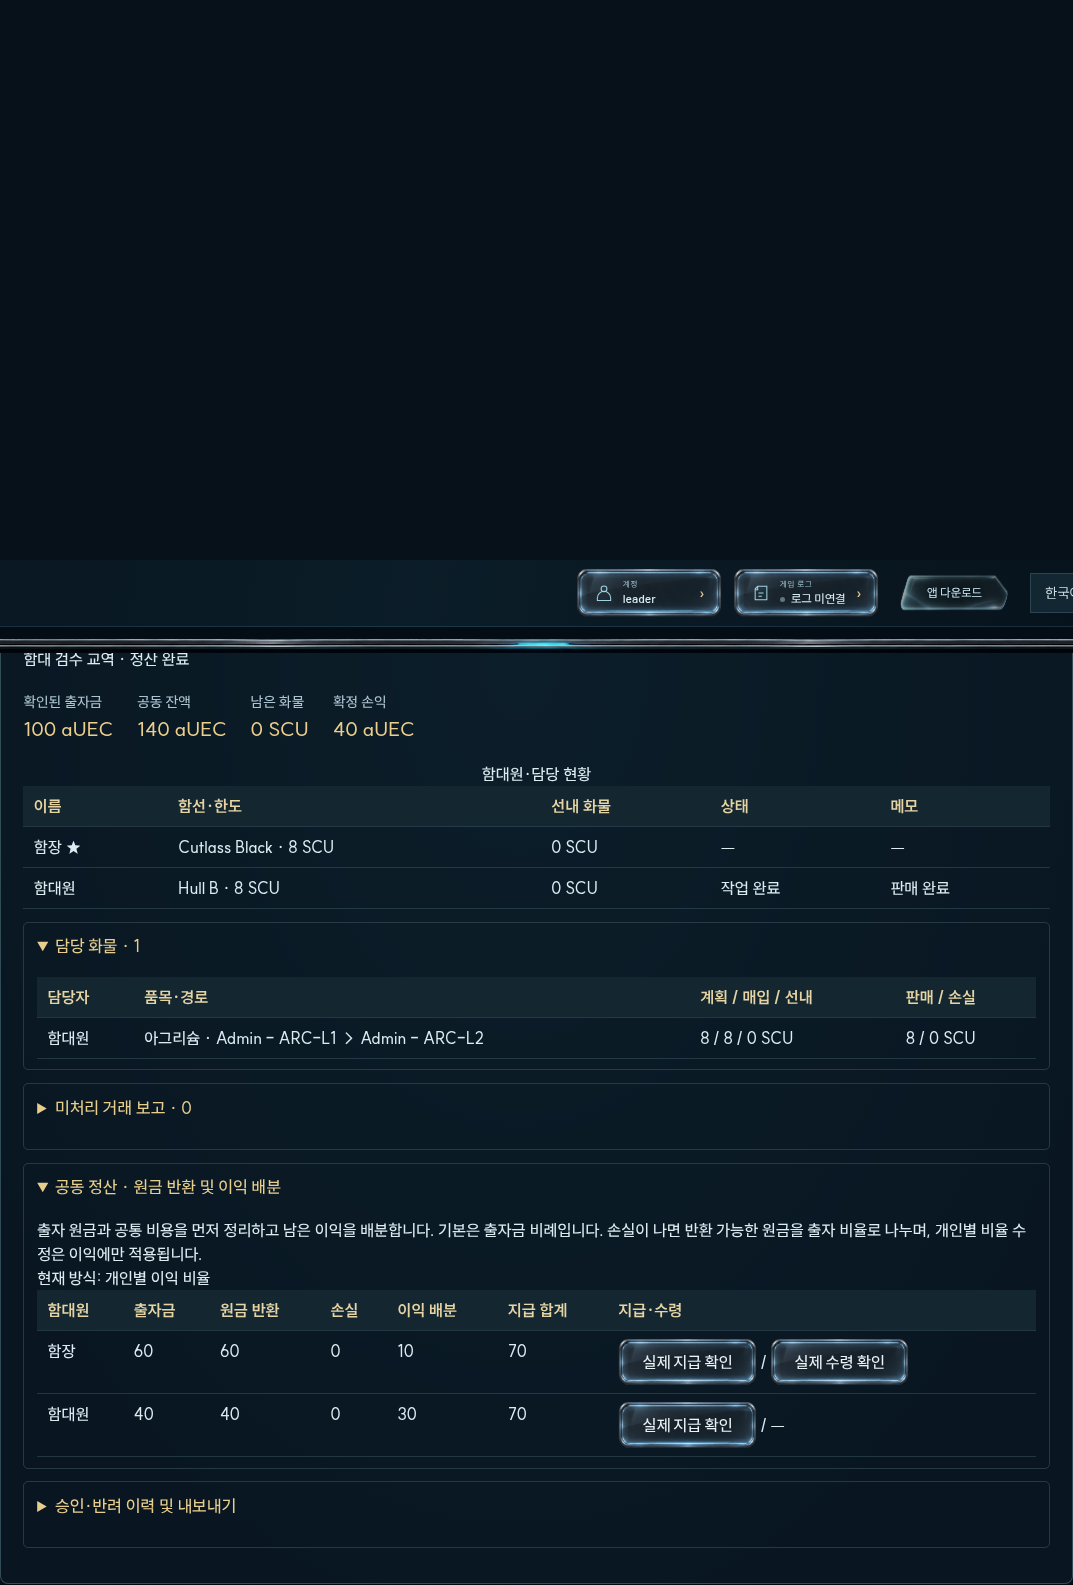 계정
leader
›
게임 로그
로그 미연결
›
앱 다운로드
함대 검수 교역 · 정산 완료
확인된 출자금 공동 잔액 남은 화물 확정 손익
100 aUEC 140 aUEC 0 SCU 40 aUEC
함대원·담당 현황
이름 함선·한도 선내 화물 상태 메모
함장 ★ Cutlass Black · 8 SCU 0 SCU — —
함대원 Hull B · 8 SCU 0 SCU 작업 완료 판매 완료
▼ 담당 화물 · 1
담당자 품목·경로 계획 / 매입 / 선내 판매 / 손실
함대원 아그리슘 · Admin - ARC-L1 > Admin - ARC-L2 8 / 8 / 0 SCU 8 / 0 SCU
▶ 미처리 거래 보고 · 0
▼ 공동 정산 · 원금 반환 및 이익 배분
출자 원금과 공통 비용을 먼저 정리하고 남은 이익을 배분합니다. 기본은 출자금 비례입니다. 손실이 나면 반환 가능한 원금을 출자 비율로 나누며, 개인별 비율 수
정은 이익에만 적용됩니다.
현재 방식: 개인별 이익 비율
함대원 출자금 원금 반환 손실 이익 배분 지급 합계 지급·수령
함장 60 60 0 10 70 실제 지급 확인 / 실제 수령 확인
함대원 40 40 0 30 70 실제 지급 확인 / —
▶ 승인·반려 이력 및 내보내기